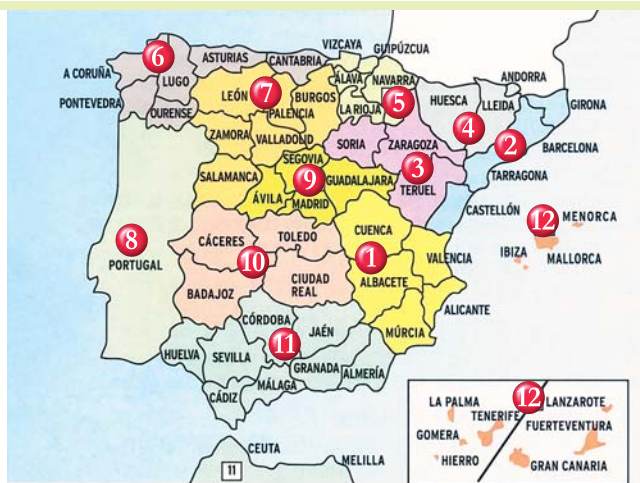 VIZCAYA
GUIPÚZCUA
6
ASTURIAS
CANTABRIA
A CORUÑA
LUGO
ÁLAVA
NAVARRA
ANDORRA
PONTEVEDRA
LEÓN
7
BURGOS
5
HUESCA
LLEIDA
GIRONA
OURENSE
PALENCIA
LA RIOJA
4
ZAMORA
VALLADOLID
SORIA
ZARAGOZA
2
BARCELONA
SEGOVIA
3
TARRAGONA
SALAMANCA
9
GUADALAJARA
TERUEL
ÁVILA
MADRID
CASTELLÓN
12
MENORCA
8
CÁCERES
TOLEDO
CUENCA
IBIZA
MALLORCA
PORTUGAL
10
1
VALENCIA
BADAJOZ
CIUDAD
REAL
ALBACETE
ALICANTE
CÓRDOBA
JAÉN
MÚRCIA
11
HUELVA
SEVILLA
GRANADA
ALMERÍA
CÁDIZ
MÁLAGA
12
LA PALMA
LANZAROTE
TENERIFE
FUERTEVENTURA
GOMERA
HIERRO
GRAN CANARIA
CEUTA
MELILLA
11